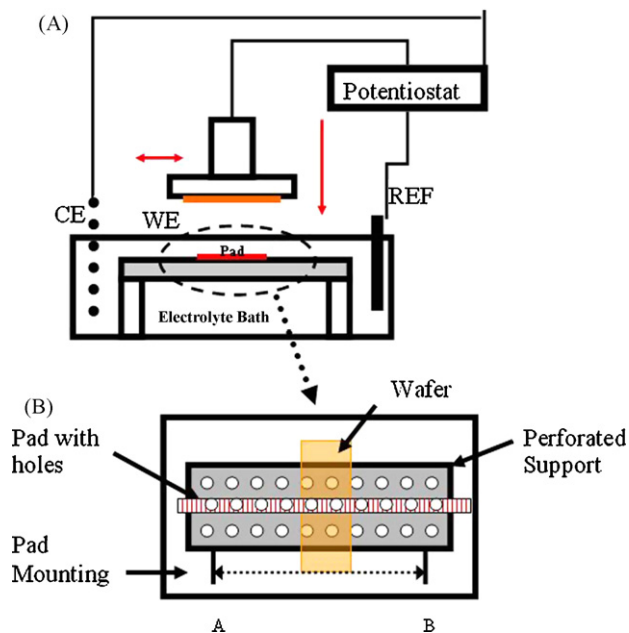 (A)
Potentiostat
CE
WE
REF
Pad
Electrolyte Bath
(B)
Wafer
Pad with
holes
Perforated
Support
Pad
Mounting
A
B